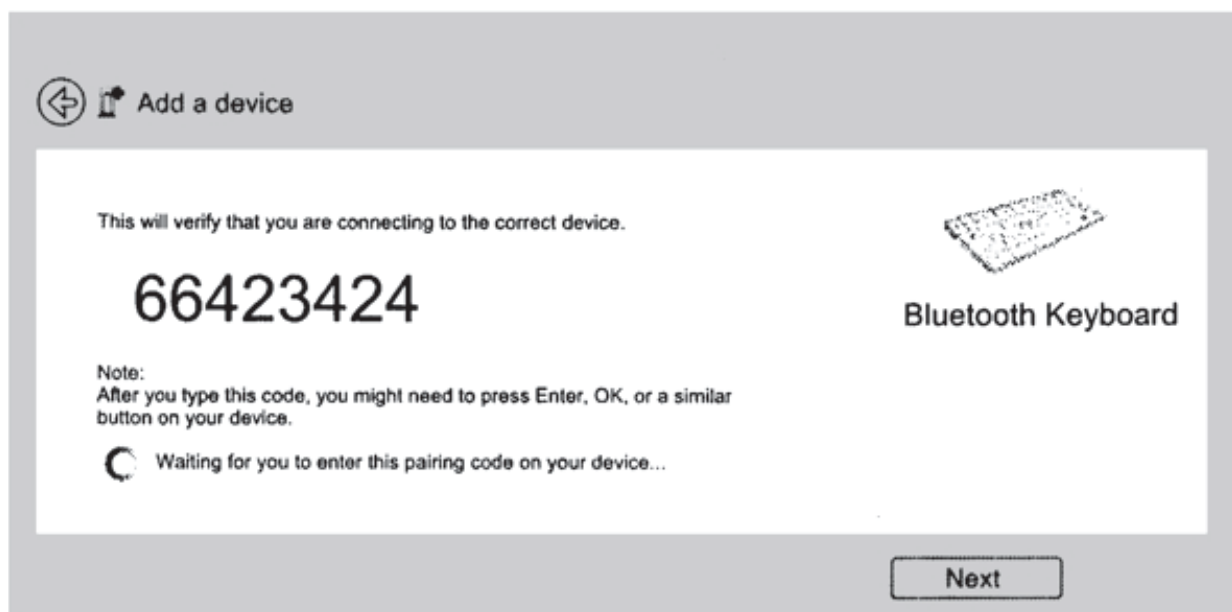 Add a device
This will verify that you are connecting to the correct device.
66423424
Bluetooth Keyboard
Note:
After you type this code, you might need to press Enter, OK, or a similar
button on your device.
Waiting for you to enter this pairing code on your device...
Next